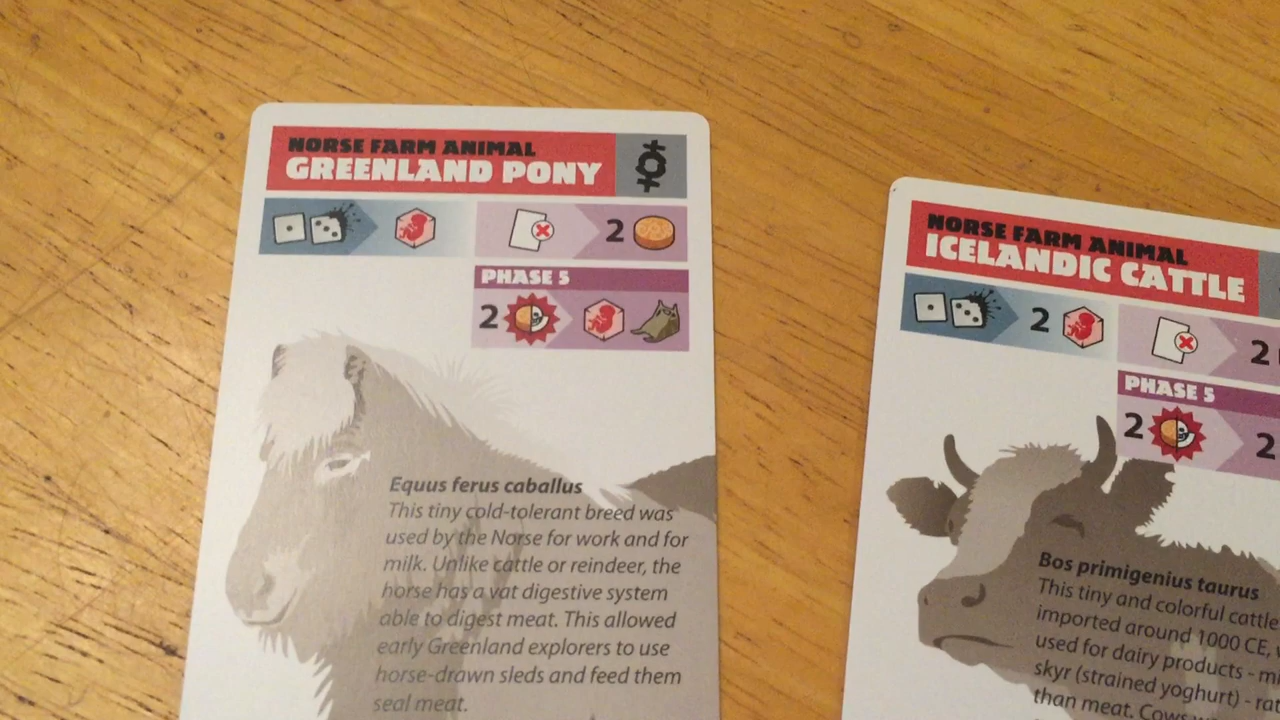 NORSE FARM ANIMAL
GREENLAND PONY
2
PHASE 5
2
Equus ferus caballus
This tiny cold-tolerant breed was
used by the Norse for work and for
milk. Unlike cattle or reindeer, the
horse has a vat digestive system
able to digest meat. This allowed
early Greenland explorers to use
horse-drawn sleds and feed them
seal meat.
NORSE FARM ANIMAL
ICELANDIC CATTLE
2
2
PHASE 5
2
2
Bos primigenius taurus
This tiny and colorful cattle
imported around 1000 CE,
used for dairy products -
skyr (strained yoghurt) -
than meat. Cows